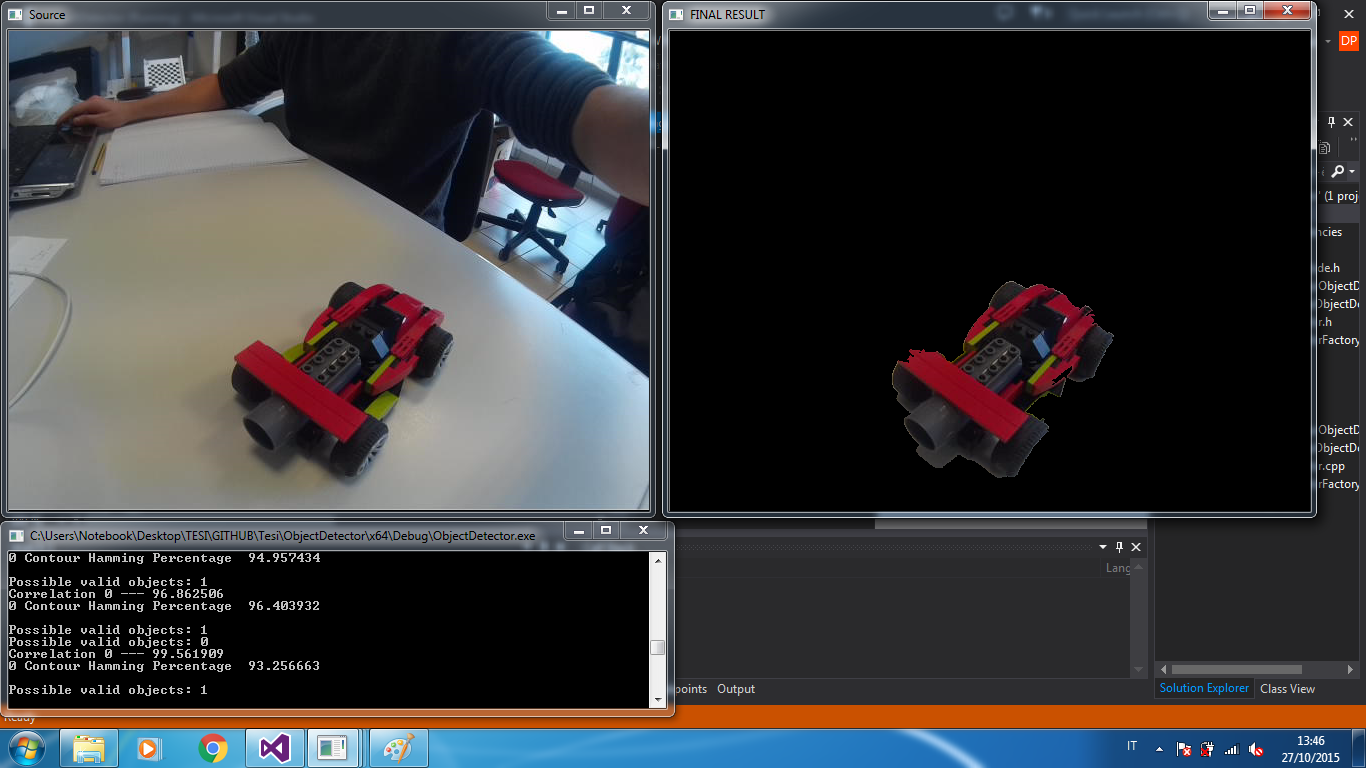 Source
FINAL RESULT
DP
(1 proj
ncies
de.h
ObjectD
ObjectDe
r.h
rFactory
ObjectD
ObjectDe
r.cpp
rFactory
C:\Users\Notebook\Desktop\TESI\GITHUB\Tesi\ObjectDetector\x64\Debug\ObjectDetector.exe
0 Contour Hamming Percentage 94.957434
Possible valid objects: 1
Correlation 0 --- 96.862506
0 Contour Hamming Percentage 96.403932
Possible valid objects: 1
Possible valid objects: 0
Correlation 0 --- 99.561909
0 Contour Hamming Percentage 93.256663
Possible valid objects: 1
Lang
points Output
Solution Explorer Class View
Ready
IT
13:46
27/10/2015